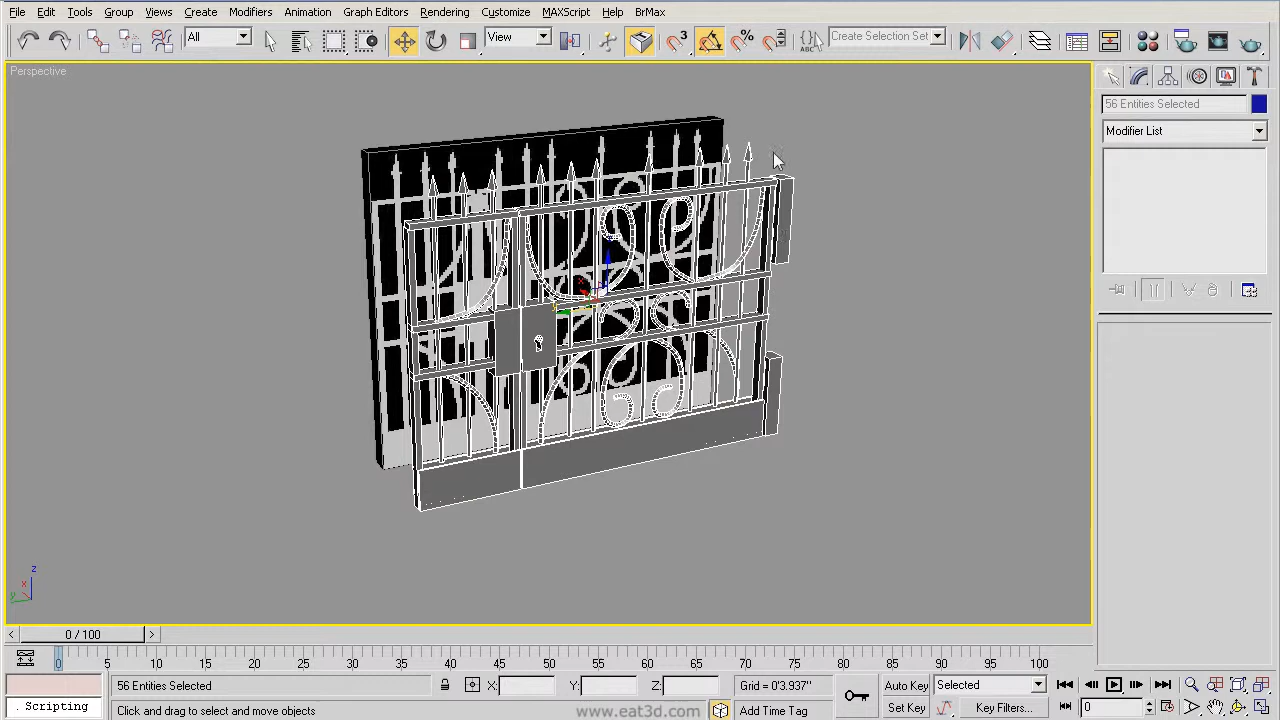 File Edit Tools Group Views Create Modifiers Animation Graph Editors Rendering Customize MAXScript Help BrMax
All View 3 % ABC Create Selection Set
Perspective
56 Entities Selected
Modifier List
x y z
z x y
< 0 / 100 >
0 5 10 15 20 25 30 35 40 45 50 55 60 65 70 75 80 85 90 95 100
56 Entities Selected X: Y: Z: Grid = 0'3.937" Auto Key Selected
. Scripting Click and drag to select and move objects www.eat3d.com Add Time Tag Set Key Key Filters... 0